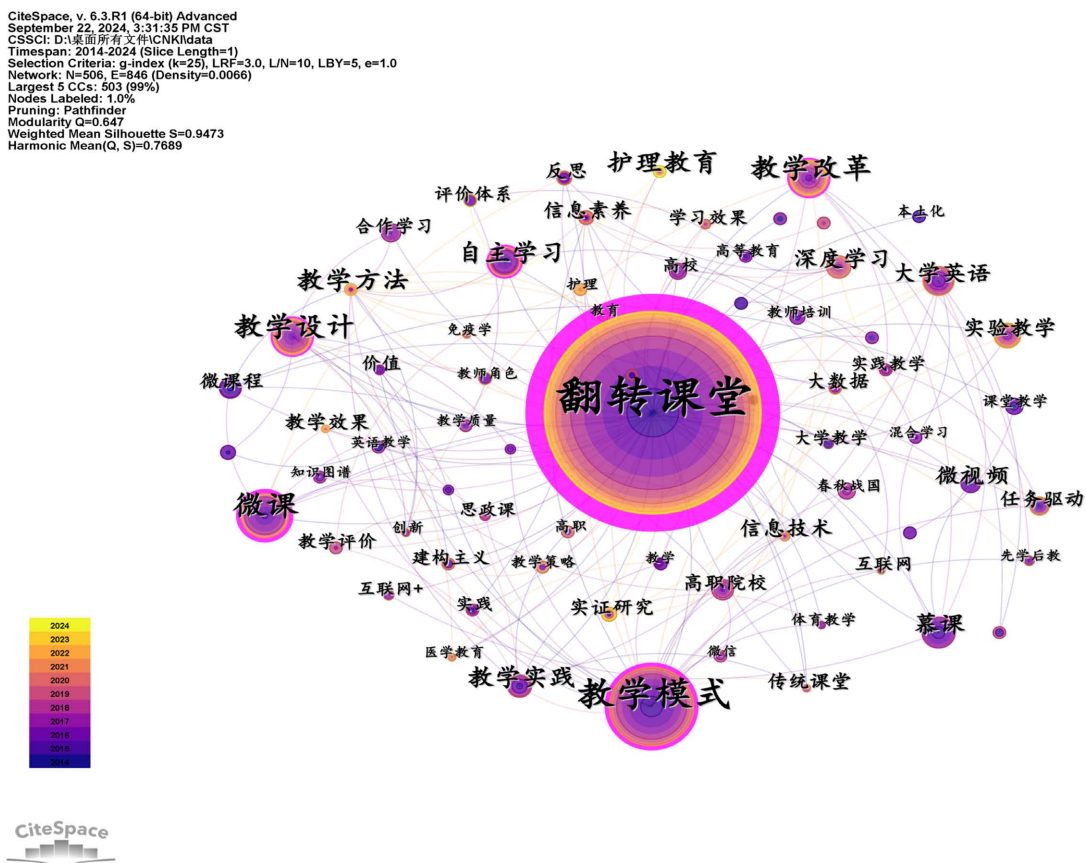 CiteSpace, v. 6.3.R1 (64-bit) Advanced
September 22, 2024, 3:31:35 PM CST
CSSCI: D:\桌面所有文件\CNKI\data
Timespan: 2014-2024 (Slice Length=1)
Selection Criteria: g-index (k=25), LRF=3.0, L/N=10, LBY=5, e=1.0
Network: N=506, E=846 (Density=0.0066)
Largest 5 CCs: 503 (99%)
Nodes Labeled: 1.0%
Pruning: Pathfinder
Modularity Q=0.647
Weighted Mean Silhouette S=0.9473
Harmonic Mean(Q, S)=0.7689
护理教育
教学改革
反思
评价体系
信息素养
学习效果
本土化
合作学习
自主学习
高等教育
深度学习
高校
大学英语
教学方法
护理
教育
教师培训
教学设计
免疫学
实验教学
价值
实践教学
教师角色
大数据
微课程
翻转课堂
课堂教学
教学效果
教学质量
英语教学
大学教学
混合学习
知识图谱
春秋战国
微视频
微课
任务驱动
思政课
创新
高职
信息技术
教学评价
建构主义
教学策略
教学
互联网
先学后教
互联网+
高职院校
实践
实证研究
体育教学
慕课
医学教育
微信
教学实践
教学模式
传统课堂
2024
2023
2022
2021
2020
2019
2018
2017
2016
2015
2014
CiteSpace